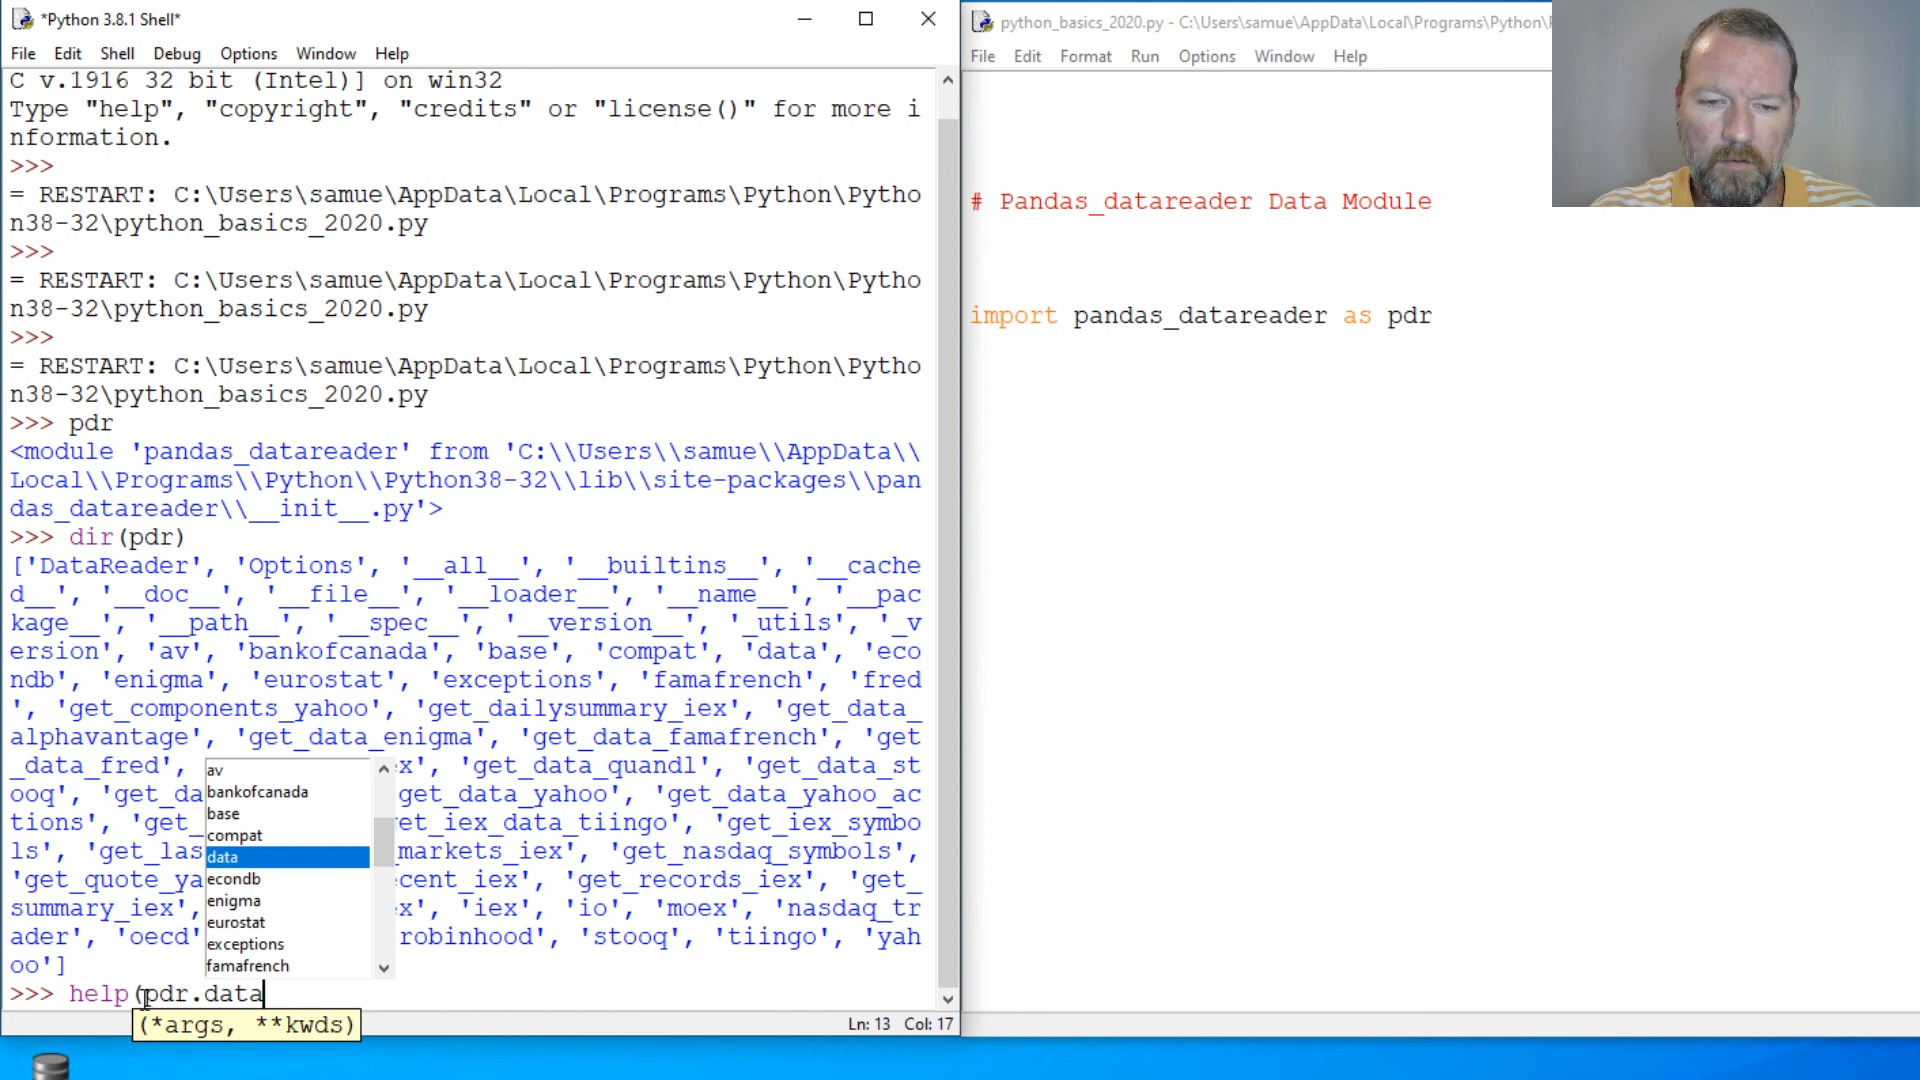 *Python 3.8.1 Shell*
File Edit Shell Debug Options Window Help
C v.1916 32 bit (Intel)] on win32
Type "help", "copyright", "credits" or "license()" for more i
nformation.
>>>
= RESTART: C:\Users\samue\AppData\Local\Programs\Python\Pytho
n38-32\python_basics_2020.py
>>>
= RESTART: C:\Users\samue\AppData\Local\Programs\Python\Pytho
n38-32\python_basics_2020.py
>>>
= RESTART: C:\Users\samue\AppData\Local\Programs\Python\Pytho
n38-32\python_basics_2020.py
>>> pdr
<module 'pandas_datareader' from 'C:\\Users\\samue\\AppData\\
Local\\Programs\\Python\\Python38-32\\lib\\site-packages\\pan
das_datareader\\__init__.py'>
>>> dir(pdr)
['DataReader', 'Options', '__all__', '__builtins__', '__cache
d__', '__doc__', '__file__', '__loader__', '__name__', '__pac
kage__', '__path__', '__spec__', '__version__', '_utils', '_v
ersion', 'av', 'bankofcanada', 'base', 'compat', 'data', 'eco
ndb', 'enigma', 'eurostat', 'exceptions', 'famafrench', 'fred
', 'get_components_yahoo', 'get_dailysummary_iex', 'get_data_
alphavantage', 'get_data_enigma', 'get_data_famafrench', 'get
_data_fred', ex', 'get_data_quandl', 'get_data_st
ooq', 'get_da get_data_yahoo', 'get_data_yahoo_ac
tions', 'get_ et_iex_data_tiingo', 'get_iex_symbo
ls', 'get_las _markets_iex', 'get_nasdaq_symbols',
'get_quote_ya ecent_iex', 'get_records_iex', 'get_
summary_iex', ex', 'iex', 'io', 'moex', 'nasdaq_tr
ader', 'oecd' robinhood', 'stooq', 'tiingo', 'yah
oo']
av
bankofcanada
base
compat
data
econdb
enigma
eurostat
exceptions
famafrench
>>> help(pdr.data
(*args, **kwds)
Ln: 13 Col: 17
python_basics_2020.py - C:\Users\samue\AppData\Local\Programs\Python\
File Edit Format Run Options Window Help
# Pandas_datareader Data Module
import pandas_datareader as pdr